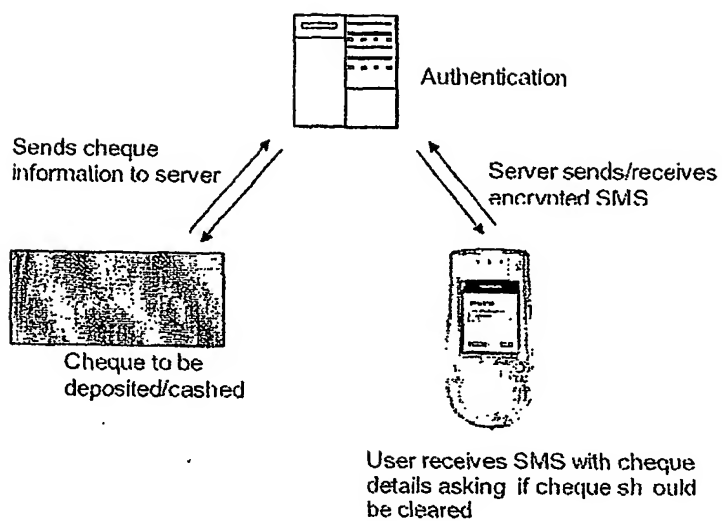 Authentication
Sends cheque
information to server
Server sends/receives
encrypted SMS
Cheque to be
deposited/cashed
User receives SMS with cheque
details asking if cheque sh ould
be cleared